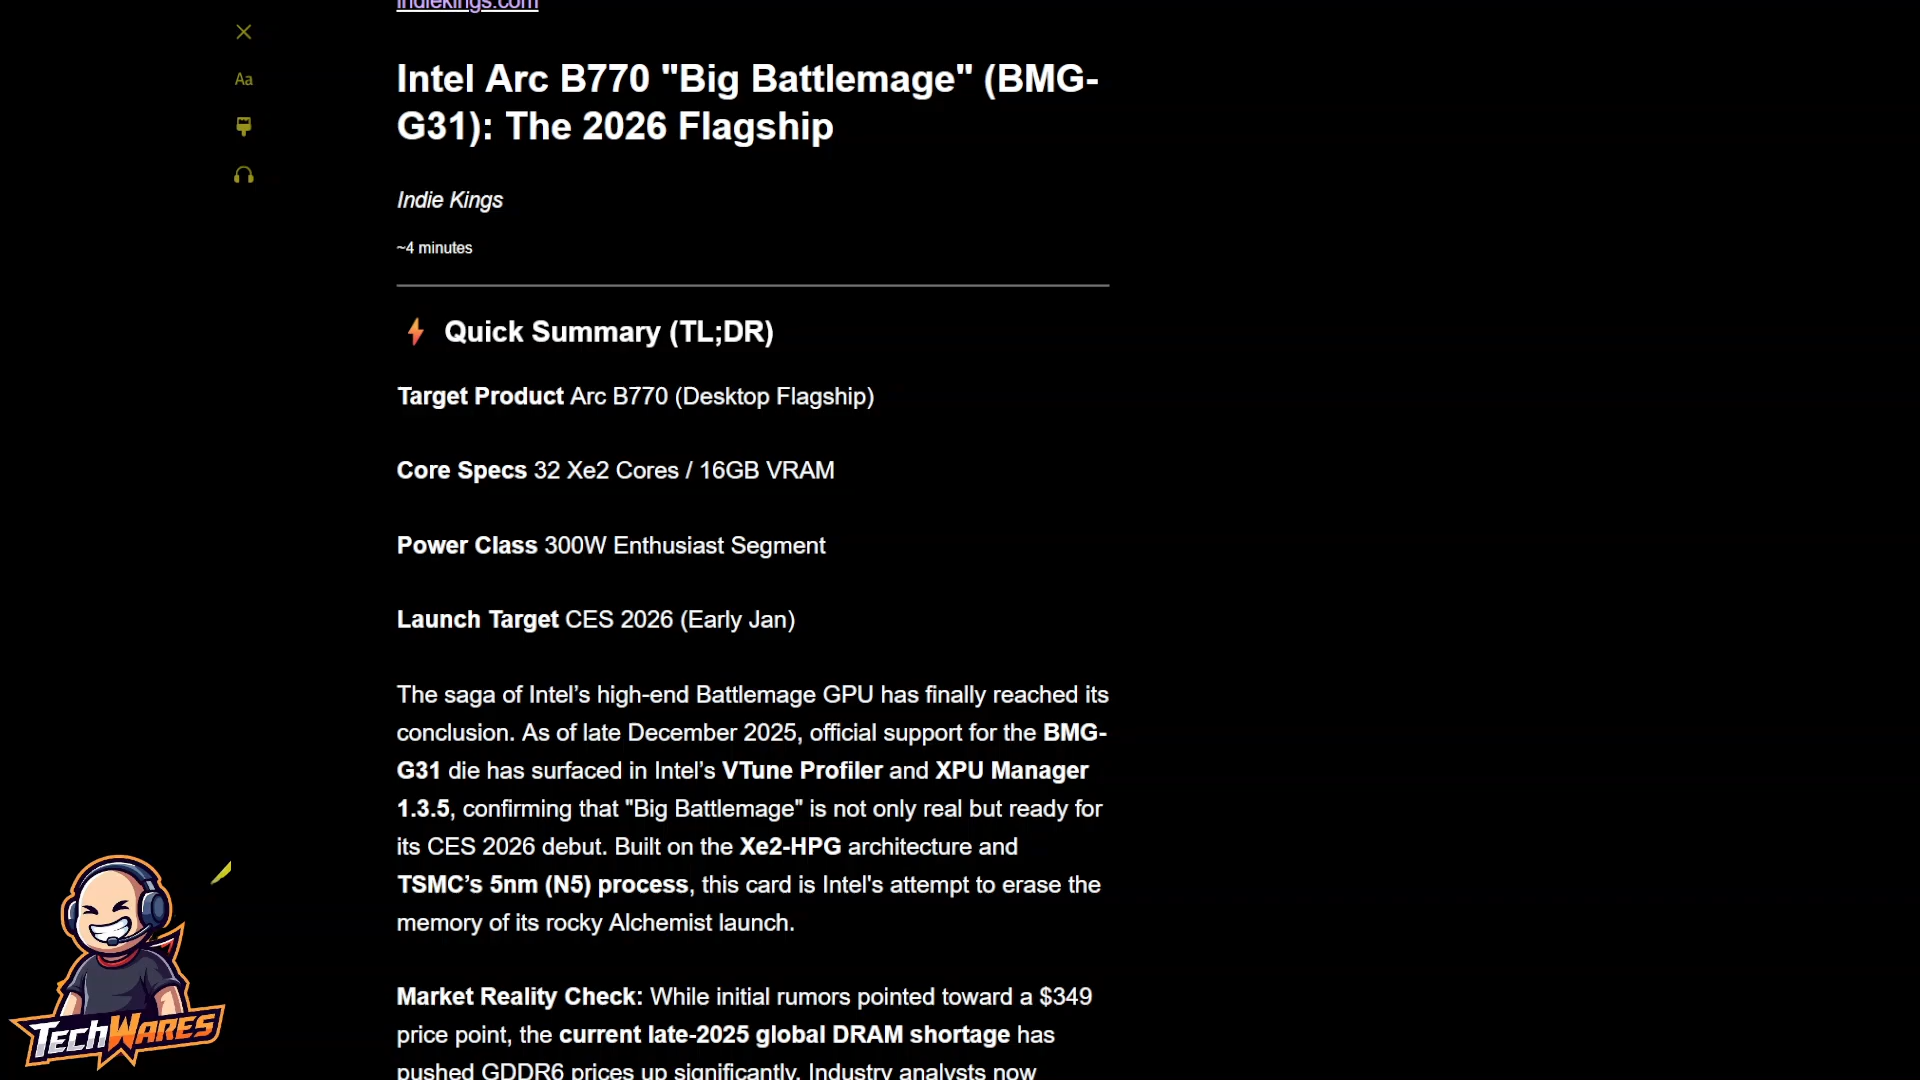 indiekings.com
Aa
Intel Arc B770 "Big Battlemage" (BMG-
G31): The 2026 Flagship
Indie Kings
~4 minutes
Quick Summary (TL;DR)
Target Product Arc B770 (Desktop Flagship)
Core Specs 32 Xe2 Cores / 16GB VRAM
Power Class 300W Enthusiast Segment
Launch Target CES 2026 (Early Jan)
The saga of Intel’s high-end Battlemage GPU has finally reached its
conclusion. As of late December 2025, official support for the BMG-
G31 die has surfaced in Intel’s VTune Profiler and XPU Manager
1.3.5, confirming that "Big Battlemage" is not only real but ready for
its CES 2026 debut. Built on the Xe2-HPG architecture and
TSMC’s 5nm (N5) process, this card is Intel's attempt to erase the
memory of its rocky Alchemist launch.
Market Reality Check: While initial rumors pointed toward a $349
price point, the current late-2025 global DRAM shortage has
pushed GDDR6 prices up significantly. Industry analysts now
TECHWARES